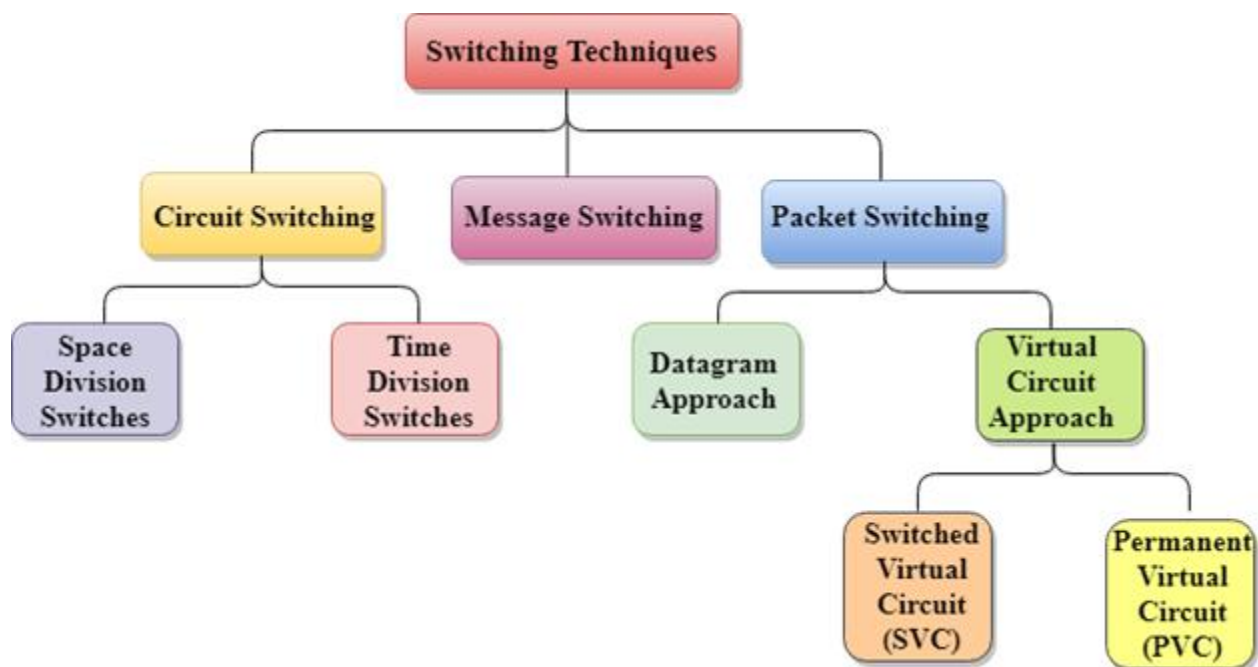 Switching Techniques
Circuit Switching
Message Switching
Packet Switching
Space
Division
Switches
Time
Division
Switches
Datagram
Approach
Virtual
Circuit
Approach
Switched
Virtual
Circuit
(SVC)
Permanent
Virtual
Circuit
(PVC)